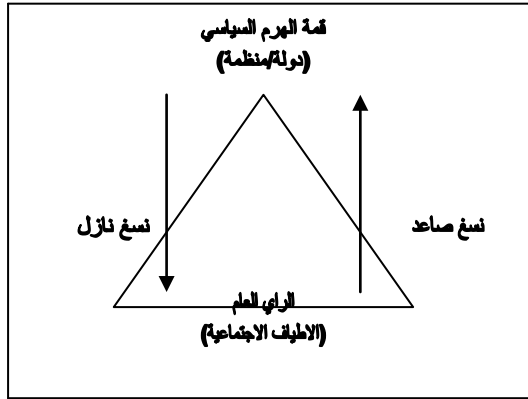 قمة الهرم السياسي
(دولة/منظمة)
نسغ صاعد
نسغ نازل
الراي العام
(الاطياف الاجتماعية)